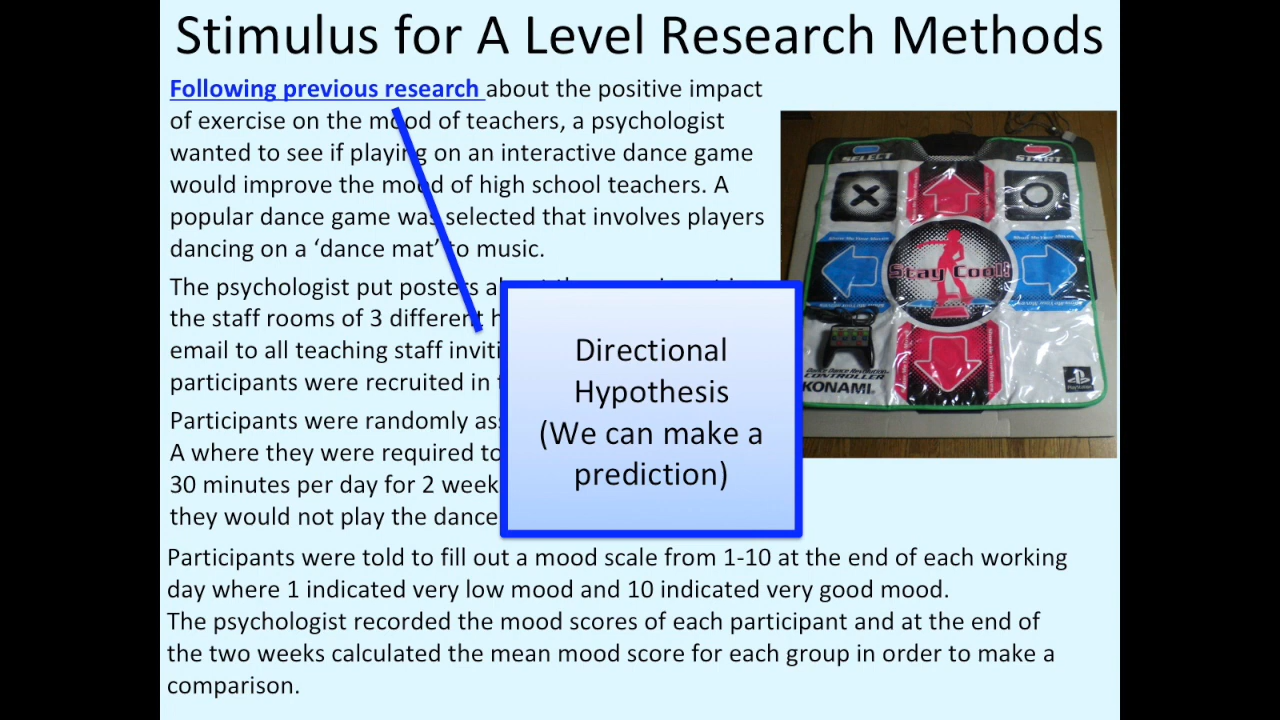 Stimulus for A Level Research Methods
Following previous research about the positive impact
of exercise on the mood of teachers, a psychologist
wanted to see if playing on an interactive dance game
would improve the mood of high school teachers. A
popular dance game was selected that involves players
dancing on a ‘dance mat’ to music.
The psychologist put posters
the staff rooms of 3 different
email to all teaching staff
participants were recruited in
Participants were randomly
A where they were required to
30 minutes per day for 2
they would not play the dance
Directional
Hypothesis
(We can make a
prediction)
Participants were told to fill out a mood scale from 1-10 at the end of each working
day where 1 indicated very low mood and 10 indicated very good mood.
The psychologist recorded the mood scores of each participant and at the end of
the two weeks calculated the mean mood score for each group in order to make a
comparison.
SELECT
START
Stay Cool!
CONTROLLER
KONAMI